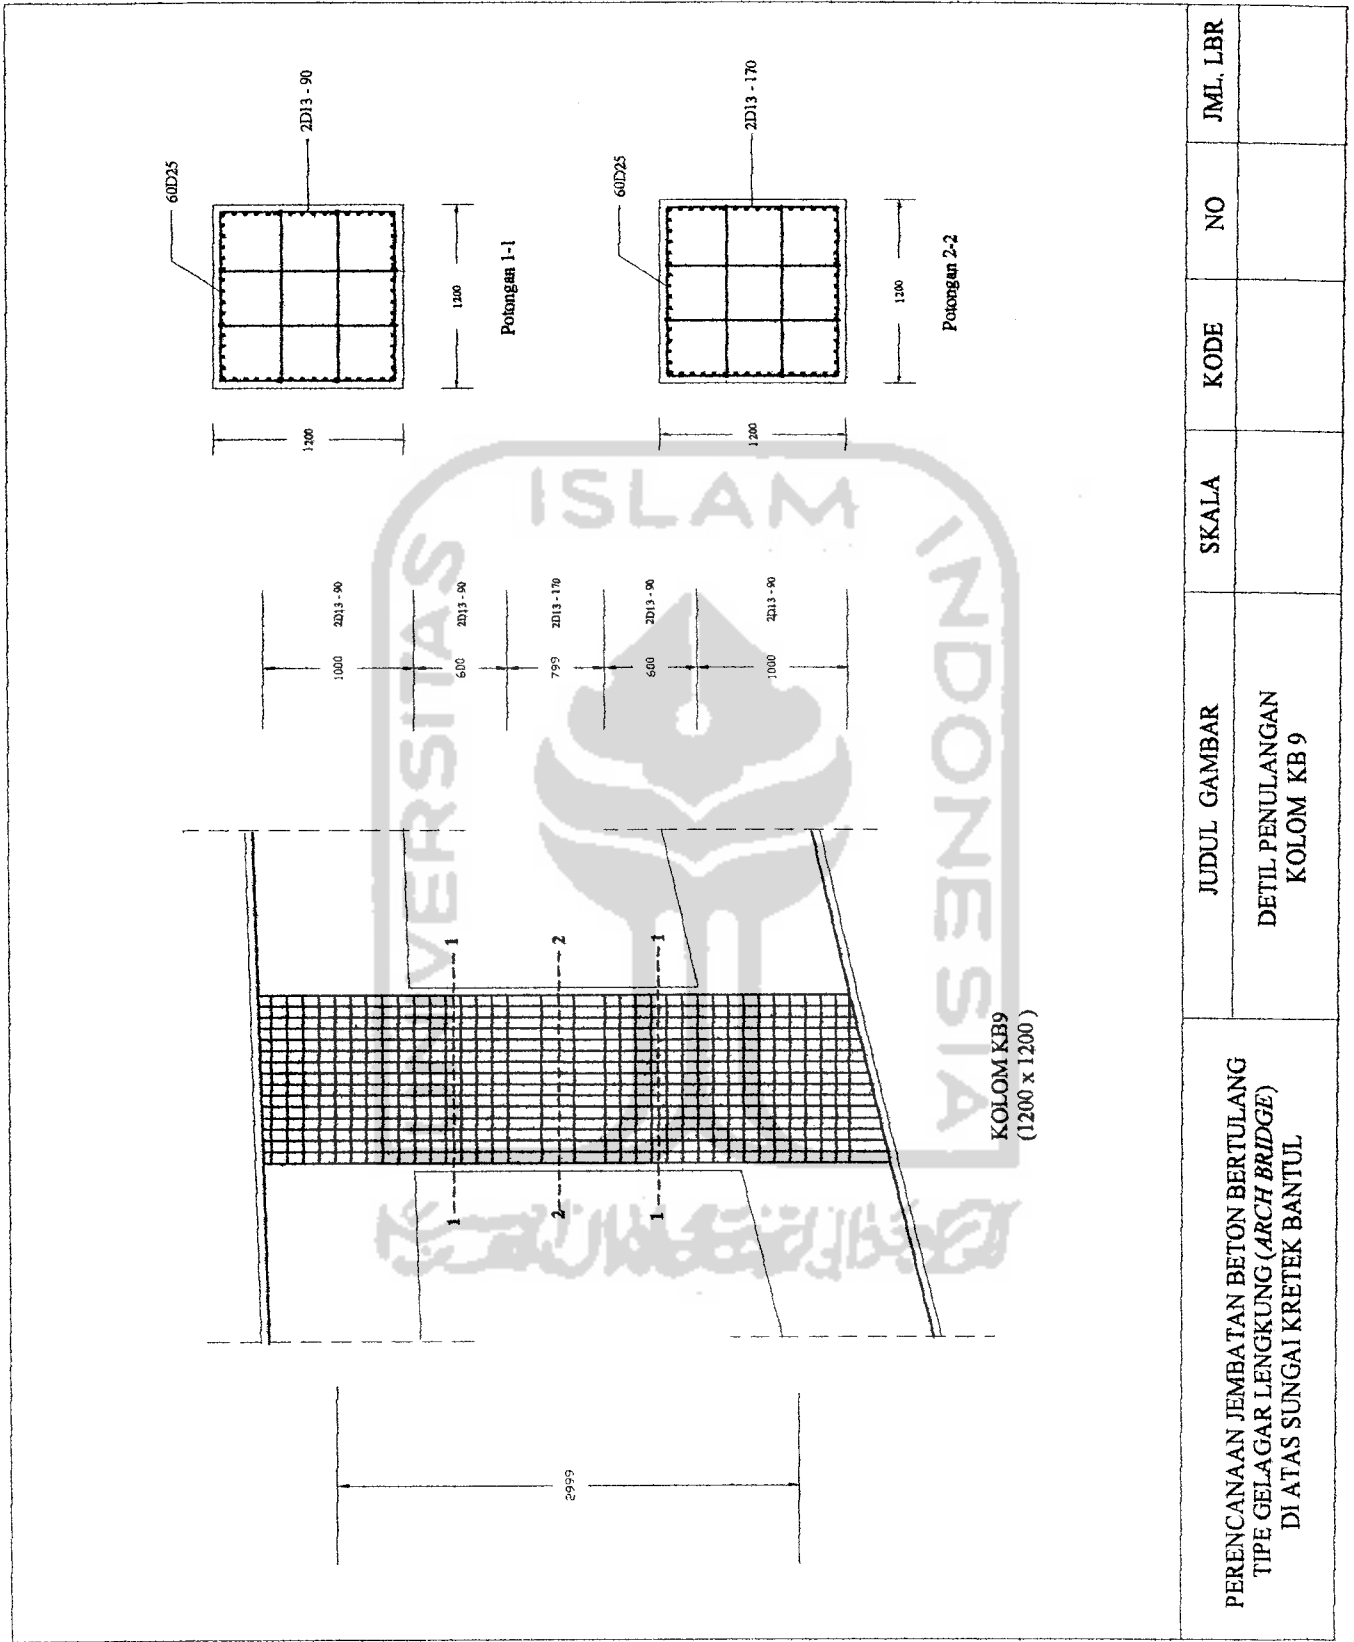 60D25
2D13 - 90
1200
1200
Potongan 1-1
60D25
2D13 - 170
1200
1200
Potongan 2-2
1000
2D13 - 90
600
2D13 - 90
799
2D13 - 170
600
2D13 - 90
1000
2D13 - 90
1
1
2
2
1
1
KOLOM KB9
(1200 x 1200 )
2999
UNIVERSITAS
ISLAM
INDONESIA
PERENCANAAN JEMBATAN BETON BERTULANG
TIPE GELAGAR LENGKUNG (ARCH BRIDGE)
DI ATAS SUNGAI KRETEK BANTUL
JUDUL GAMBAR
DETIL PENULANGAN
KOLOM KB 9
SKALA
KODE
NO
JML. LBR